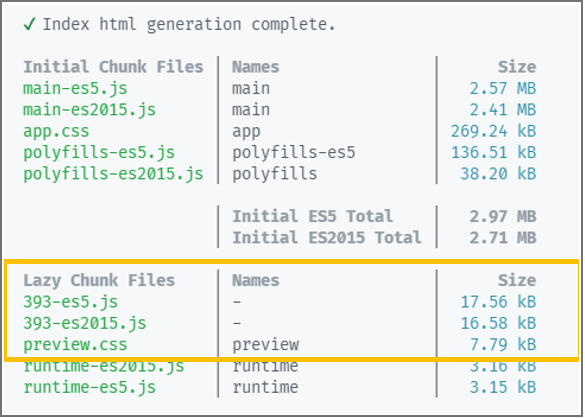 ✓ Index html generation complete.
Initial Chunk Files | Names | Size
main-es5.js | main | 2.57 MB
main-es2015.js | main | 2.41 MB
app.css | app | 269.24 kB
polyfills-es5.js | polyfills-es5 | 136.51 kB
polyfills-es2015.js | polyfills | 38.20 kB
| Initial ES5 Total | 2.97 MB
| Initial ES2015 Total | 2.71 MB
Lazy Chunk Files | Names | Size
393-es5.js | - | 17.56 kB
393-es2015.js | - | 16.58 kB
preview.css | preview | 7.79 kB
runtime-es2015.js | runtime | 3.16 kB
runtime-es5.js | runtime | 3.15 kB